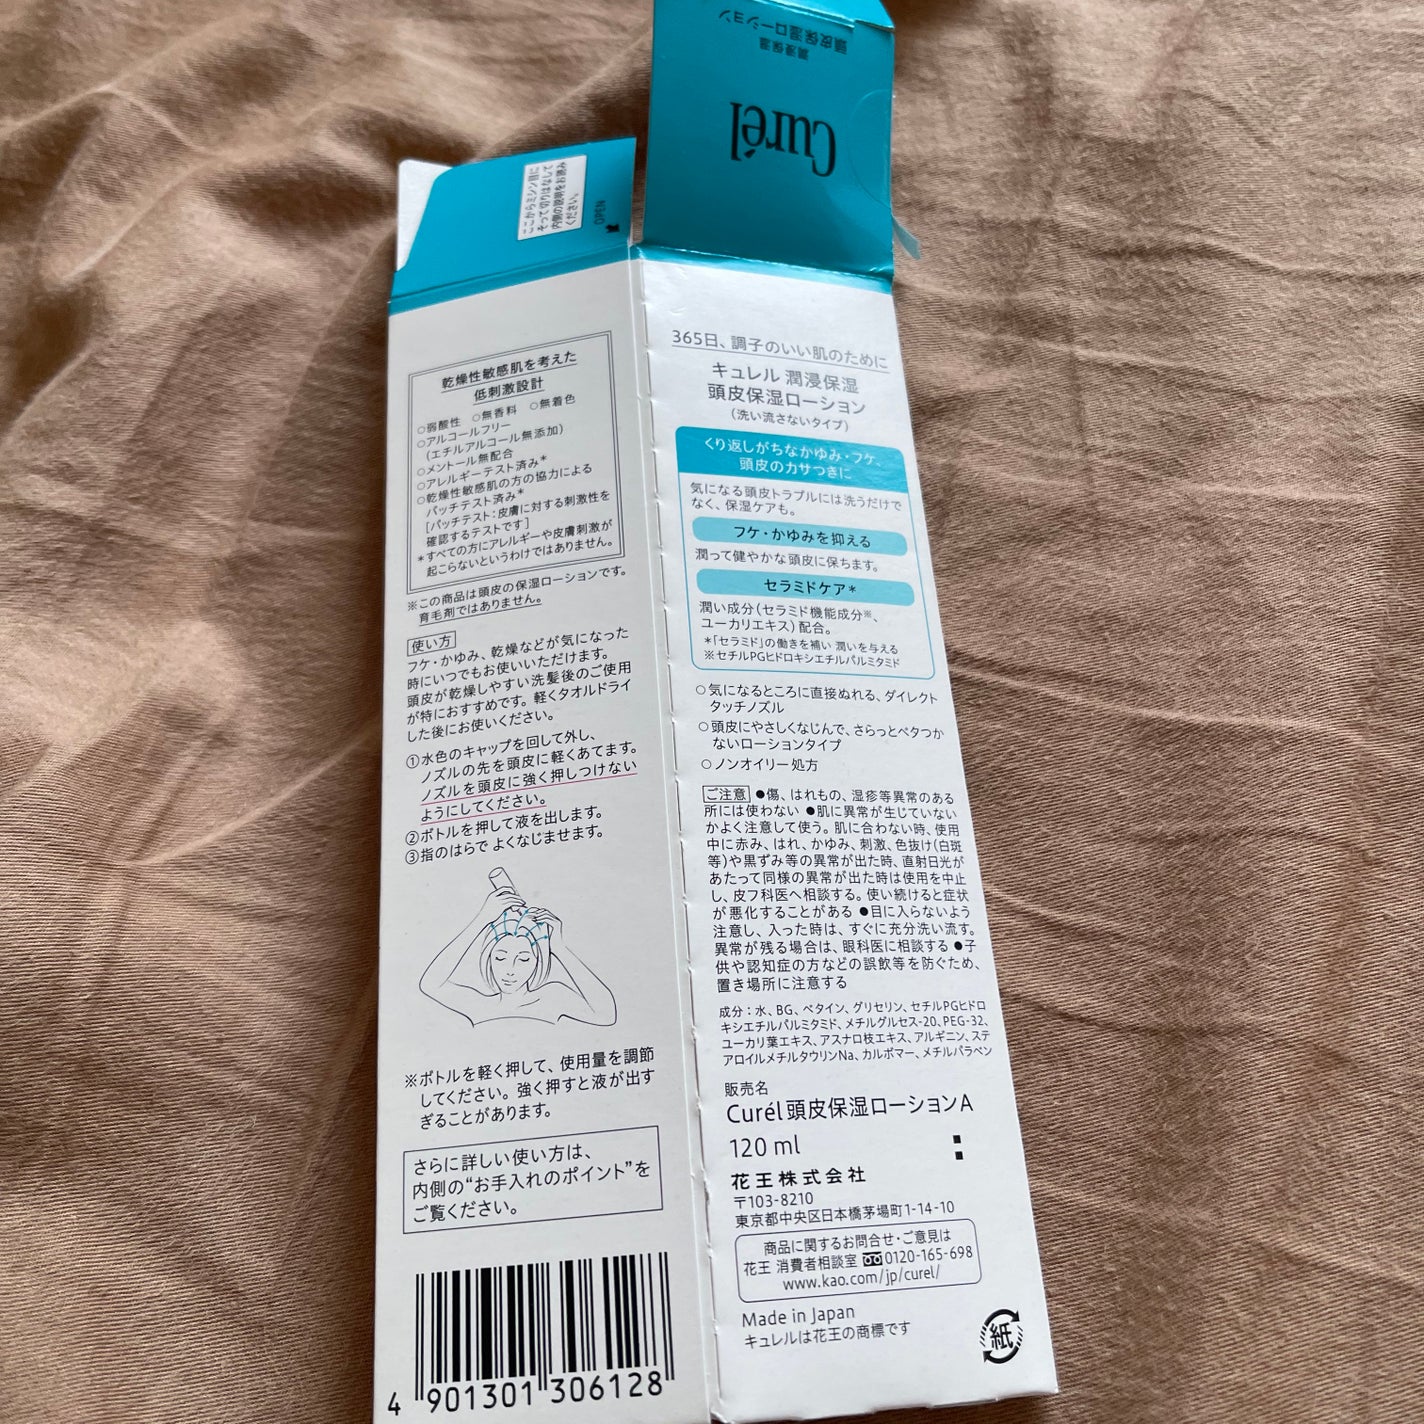 潤浸保湿
頭皮保湿ローション
Curél
ここからミシン目に
そって切りはなして
内側の説明をお読み
ください。
OPEN
乾燥性敏感肌を考えた
低刺激設計
○弱酸性 ○無香料 ○無着色
○アルコールフリー
(エチルアルコール無添加)
○メントール無配合
○アレルギーテスト済み*
○乾燥性敏感肌の方の協力による
パッチテスト済み*
[パッチテスト:皮膚に対する刺激性を
確認するテストです]
*すべての方にアレルギーや皮膚刺激が
起こらないというわけではありません。
※この商品は頭皮の保湿ローションです。
育毛剤ではありません。
使い方
フケ・かゆみ、乾燥などが気になった
時にいつでもお使いいただけます。
頭皮が乾燥しやすい洗髪後のご使用
が特におすすめです。軽くタオルドライ
した後にお使いください。
①水色のキャップを回して外し、
ノズルの先を頭皮に軽くあてます。
ノズルを頭皮に強く押しつけない
ようにしてください。
②ボトルを押して液を出します。
③指のはらでよくなじませます。
※ボトルを軽く押して、使用量を調節
してください。強く押すと液が出す
ぎることがあります。
さらに詳しい使い方は、
内側の“お手入れのポイント”を
ご覧ください。
4 901301 306128
365日、調子のいい肌のために
キュレル 潤浸保湿
頭皮保湿ローション
(洗い流さないタイプ)
くり返しがちなかゆみ・フケ、
頭皮のカサつきに
気になる頭皮トラブルには洗うだけで
なく、保湿ケアも。
フケ・かゆみを抑える
潤って健やかな頭皮に保ちます。
セラミドケア*
潤い成分(セラミド機能成分※、
ユーカリエキス)配合。
*「セラミド」の働きを補い 潤いを与える
※セチルPGヒドロキシエチルパルミタミド
○気になるところに直接ぬれる、ダイレクト
タッチノズル
○頭皮にやさしくなじんで、さらっとベタつか
ないローションタイプ
○ノンオイリー処方
ご注意 ●傷、はれもの、湿疹等異常のある
所には使わない ●肌に異常が生じていない
かよく注意して使う。肌に合わない時、使用
中に赤み、はれ、かゆみ、刺激、色抜け(白斑
等)や黒ずみ等の異常が出た時、直射日光が
あたって同様の異常が出た時は使用を中止
し、皮フ科医へ相談する。使い続けると症状
が悪化することがある ●目に入らないよう
注意し、入った時は、すぐに充分洗い流す。
異常が残る場合は、眼科医に相談する ●子
供や認知症の方などの誤飲等を防ぐため、
置き場所に注意する
成分:水、BG、ベタイン、グリセリン、セチルPGヒドロ
キシエチルパルミタミド、メチルグルセス-20、PEG-32、
ユーカリ葉エキス、アスナロ枝エキス、アルギニン、ステ
アロイルメチルタウリンNa、カルボマー、メチルパラベン
販売名
Curél 頭皮保湿ローションA
120 ml
花王株式会社
〒103-8210
東京都中央区日本橋茅場町1-14-10
商品に関するお問合せ・ご意見は
花王 消費者相談室 0120-165-698
www.kao.com/jp/curel/
Made in Japan
キュレルは花王の商標です
紙